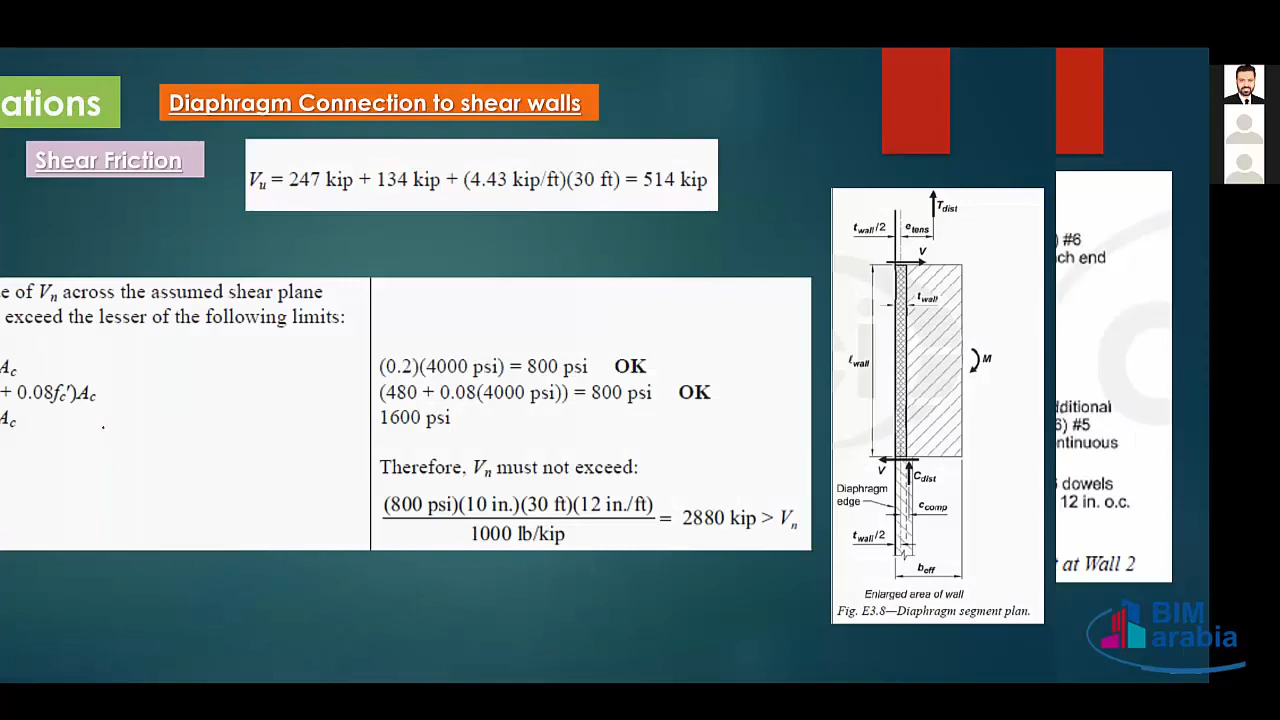 ations
Diaphragm Connection to shear walls
Shear Friction
Vu = 247 kip + 134 kip + (4.43 kip/ft)(30 ft) = 514 kip
e of Vn across the assumed shear plane
exceed the lesser of the following limits:
Ac
+ 0.08fc′)Ac
Ac
(0.2)(4000 psi) = 800 psi OK
(480 + 0.08(4000 psi)) = 800 psi OK
1600 psi
Therefore, Vn must not exceed:
(800 psi)(10 in.)(30 ft)(12 in./ft)
1000 lb/kip
= 2880 kip > Vn
Tdist
twall/2
etens
V
twall
ℓwall
M
V
Cdist
Diaphragm
edge
ccomp
twall/2
beff
Enlarged area of wall
Fig. E3.8—Diaphragm segment plan.
) #6
ch end
dditional
6) #5
ntinuous
dowels
12 in. o.c.
at Wall 2
BIM
arabia